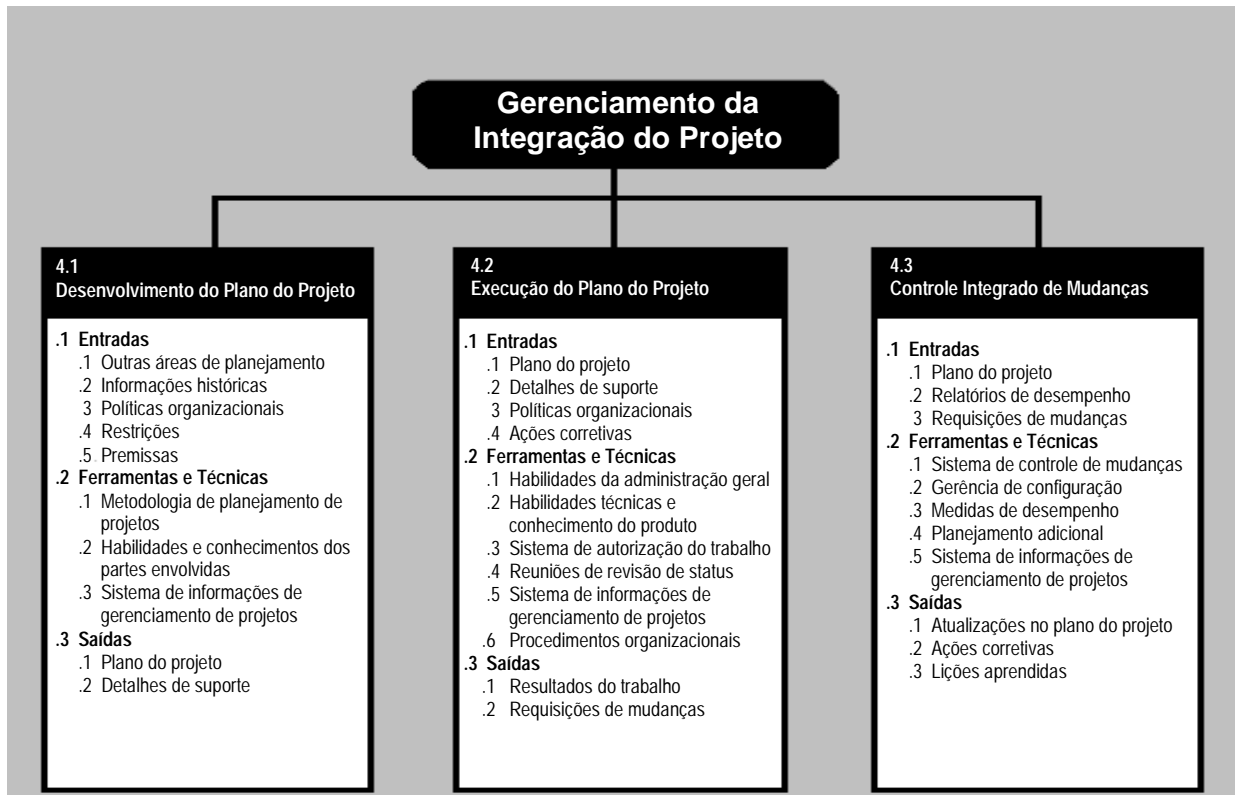 Gerenciamento da
Integração do Projeto
4.1
Desenvolvimento do Plano do Projeto
.1 Entradas
.1 Outras áreas de planejamento
.2 Informações históricas
3 Políticas organizacionais
.4 Restrições
.5 Premissas
.2 Ferramentas e Técnicas
.1 Metodologia de planejamento de
projetos
.2 Habilidades e conhecimentos dos
partes envolvidas
.3 Sistema de informações de
gerenciamento de projetos
.3 Saídas
.1 Plano do projeto
.2 Detalhes de suporte
4.2
Execução do Plano do Projeto
.1 Entradas
.1 Plano do projeto
.2 Detalhes de suporte
3 Políticas organizacionais
.4 Ações corretivas
.2 Ferramentas e Técnicas
.1 Habilidades da administração geral
.2 Habilidades técnicas e
conhecimento do produto
.3 Sistema de autorização do trabalho
.4 Reuniões de revisão de status
.5 Sistema de informações de
gerenciamento de projetos
.6 Procedimentos organizacionais
.3 Saídas
.1 Resultados do trabalho
.2 Requisições de mudanças
4.3
Controle Integrado de Mudanças
.1 Entradas
.1 Plano do projeto
.2 Relatórios de desempenho
3 Requisições de mudanças
.2 Ferramentas e Técnicas
.1 Sistema de controle de mudanças
.2 Gerência de configuração
.3 Medidas de desempenho
.4 Planejamento adicional
.5 Sistema de informações de
gerenciamento de projetos
.3 Saídas
.1 Atualizações no plano do projeto
.2 Ações corretivas
.3 Lições aprendidas